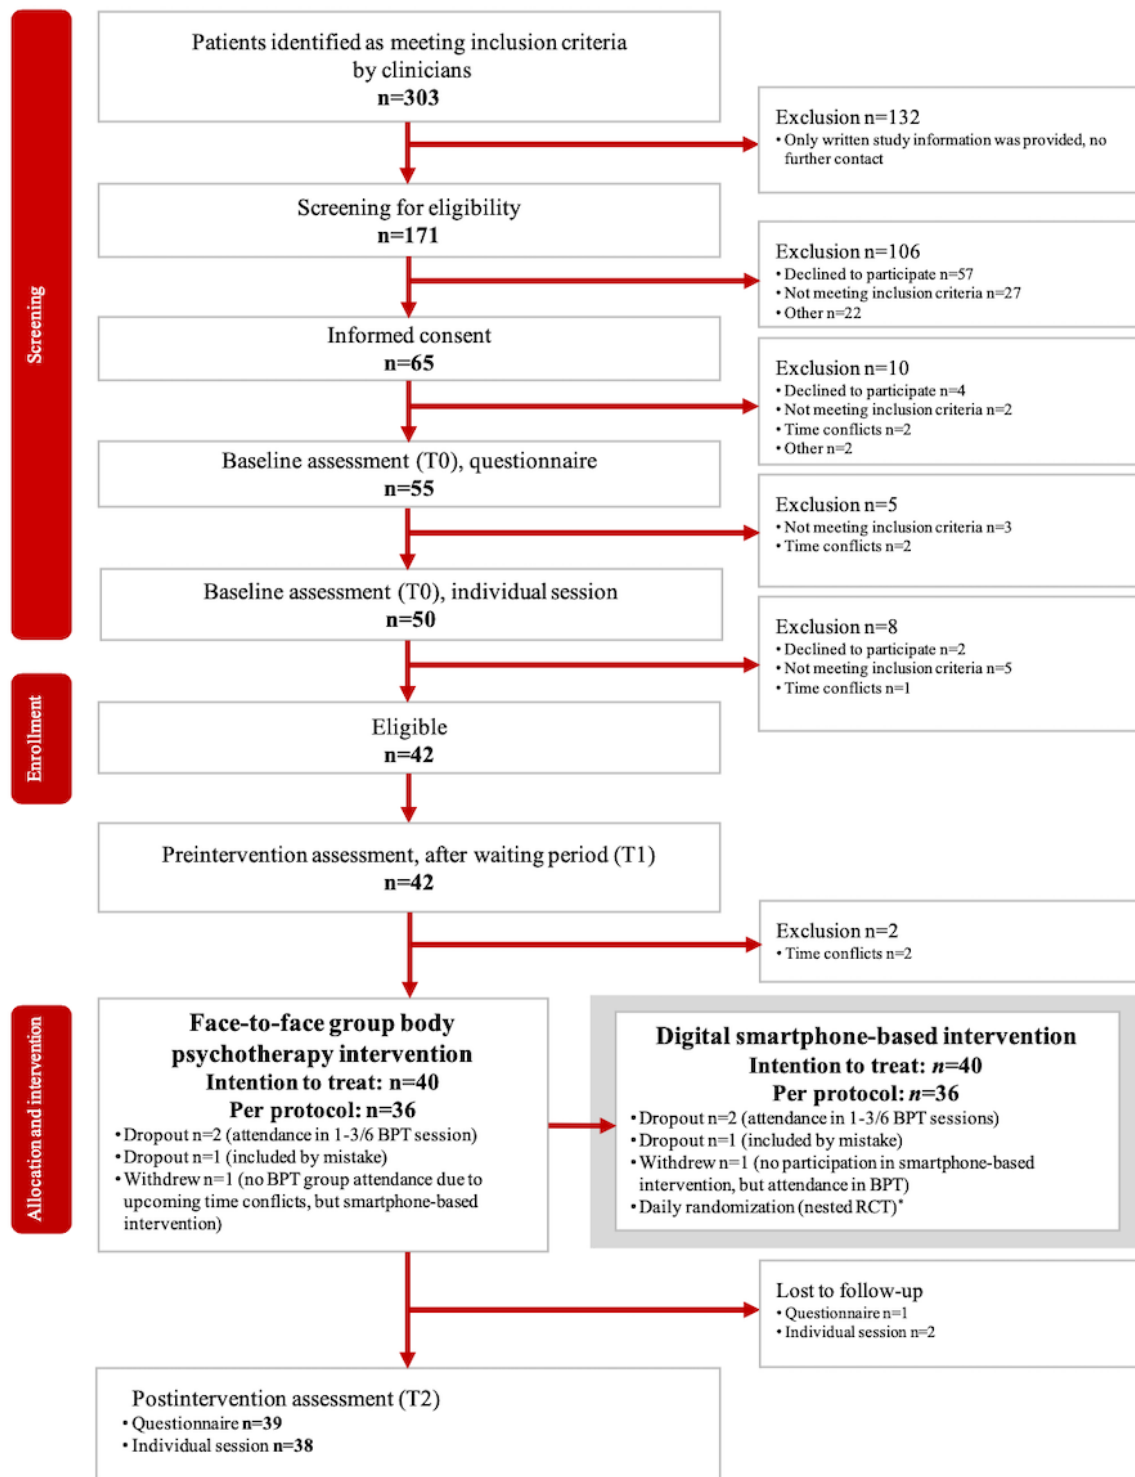 Patients identified as meeting inclusion criteria
by clinicians
n=303
Exclusion n=132
• Only written study information was provided, no
further contact
Screening for eligibility
n=171
Exclusion n=106
• Declined to participate n=57
• Not meeting inclusion criteria n=27
• Other n=22
Screening
Informed consent
n=65
Exclusion n=10
• Declined to participate n=4
• Not meeting inclusion criteria n=2
• Time conflicts n=2
• Other n=2
Baseline assessment (T0), questionnaire
n=55
Exclusion n=5
• Not meeting inclusion criteria n=3
• Time conflicts n=2
Baseline assessment (T0), individual session
n=50
Exclusion n=8
• Declined to participate n=2
• Not meeting inclusion criteria n=5
• Time conflicts n=1
Enrollment
Eligible
n=42
Preintervention assessment, after waiting period (T1)
n=42
Exclusion n=2
• Time conflicts n=2
Allocation and intervention
Face-to-face group body
psychotherapy intervention
Intention to treat: n=40
Per protocol: n=36
• Dropout n=2 (attendance in 1-3/6 BPT session)
• Dropout n=1 (included by mistake)
• Withdrew n=1 (no BPT group attendance due to
upcoming time conflicts, but smartphone-based
intervention)
Digital smartphone-based intervention
Intention to treat: n=40
Per protocol: n=36
• Dropout n=2 (attendance in 1-3/6 BPT sessions)
• Dropout n=1 (included by mistake)
• Withdrew n=1 (no participation in smartphone-based
intervention, but attendance in BPT)
• Daily randomization (nested RCT)*
Lost to follow-up
• Questionnaire n=1
• Individual session n=2
Postintervention assessment (T2)
• Questionnaire n=39
• Individual session n=38